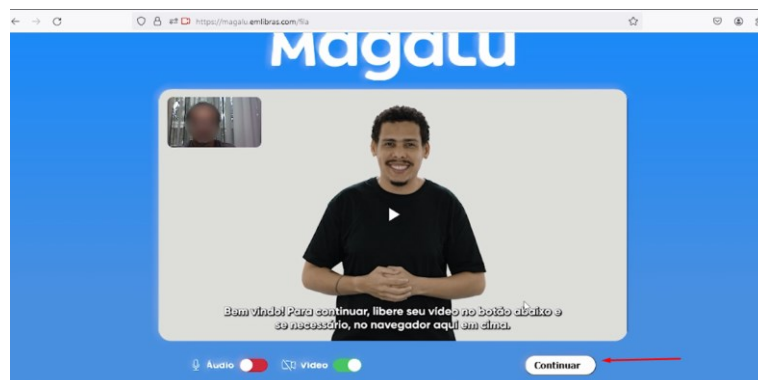 https://magalu.emlibras.com/fila
MagaLu
Bem vindo! Para continuar, libere seu vídeo no botão abaixo e
se necessário, no navegador aqui em cima.
Áudio
Vídeo
Continuar